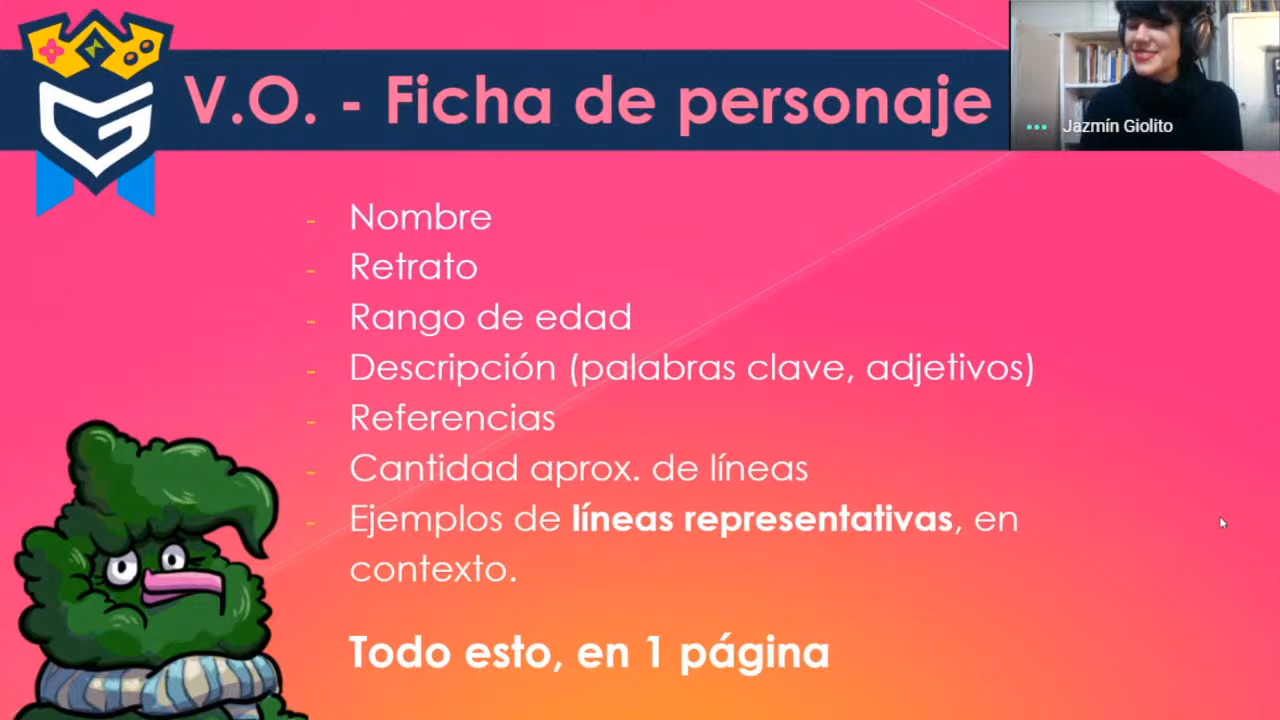 V.O. - Ficha de personaje
Jazmín Giolito
- Nombre
- Retrato
- Rango de edad
- Descripción (palabras clave, adjetivos)
- Referencias
- Cantidad aprox. de líneas
- Ejemplos de líneas representativas, en
contexto.
Todo esto, en 1 página